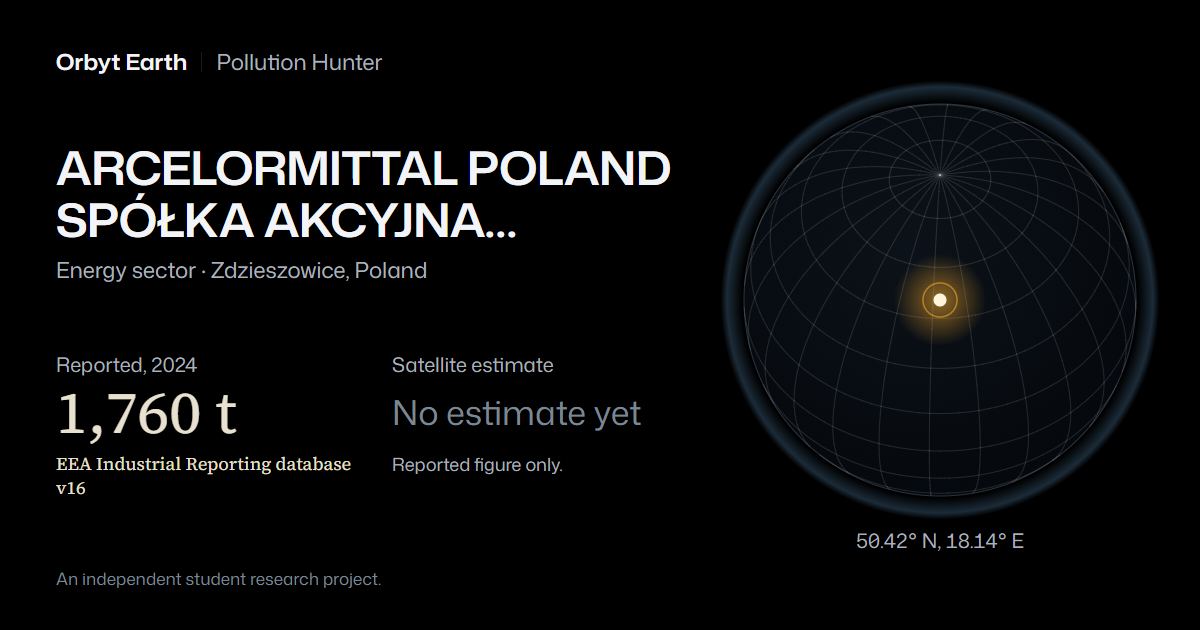 Orbyt Earth | Pollution Hunter
ARCELORMITTAL POLAND
SPÓŁKA AKCYJNA...
Energy sector · Zdzieszowice, Poland
Reported, 2024
1,760 t
EEA Industrial Reporting database
v16
Satellite estimate
No estimate yet
Reported figure only.
50.42° N, 18.14° E
An independent student research project.